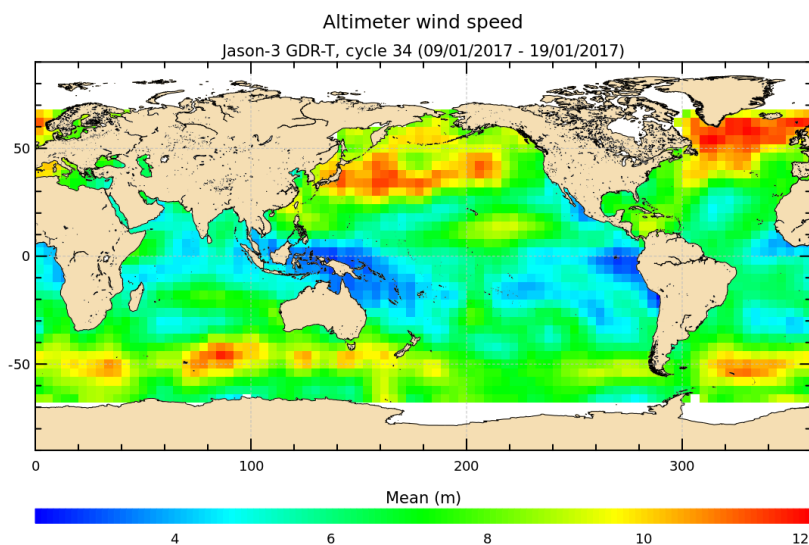 Altimeter wind speed
Jason-3 GDR-T, cycle 34 (09/01/2017 - 19/01/2017)
50
0
-50
0 100 200 300
Mean (m)
4 6 8 10 12